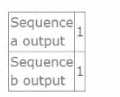 Sequence
a output 1
Sequence
b output 1